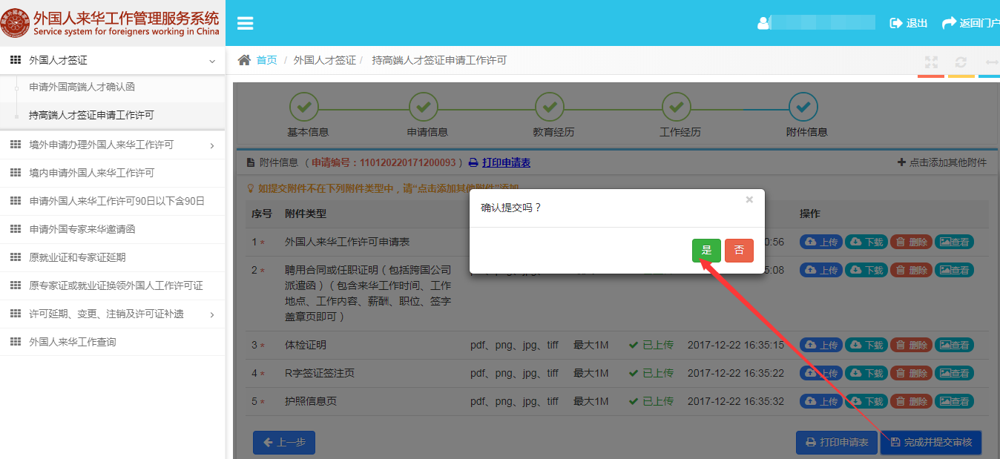 外国人来华工作管理服务系统
Service system for foreigners working in China
退出
返回门户
外国人才签证
申请外国高端人才确认函
持高端人才签证申请工作许可
境外申请办理外国人来华工作许可
境内申请外国人来华工作许可
申请外国人来华工作许可90日以下含90日
申请外国专家来华邀请函
原就业证和专家证延期
原专家证或就业证换领外国人工作许可证
许可延期、变更、注销及许可证补遗
外国人来华工作查询
首页 / 外国人才签证 / 持高端人才签证申请工作许可
基本信息 申请信息 教育经历 工作经历 附件信息
附件信息 (申请编号:110120220171200093) 打印申请表 点击添加其他附件
如提交附件不在下列附件类型中,请"点击添加其他附件"添加
确认提交吗? ×
是 否
序号 附件类型 操作
1 * 外国人来华工作许可申请表 0:56 上传 下载 删除 查看
2 * 聘用合同或任职证明(包括跨国公司 5:08 上传 下载 删除 查看
派遣函)(包含来华工作时间、工作
地点、工作内容、薪酬、职位、签字
盖章页即可)
3 * 体检证明 pdf、png、jpg、tiff 最大1M 已上传 2017-12-22 16:35:15 上传 下载 删除 查看
4 * R字签证签注页 pdf、png、jpg、tiff 最大1M 已上传 2017-12-22 16:35:22 上传 下载 删除 查看
5 * 护照信息页 pdf、png、jpg、tiff 最大1M 已上传 2017-12-22 16:35:32 上传 下载 删除 查看
上一步 打印申请表 完成并提交审核